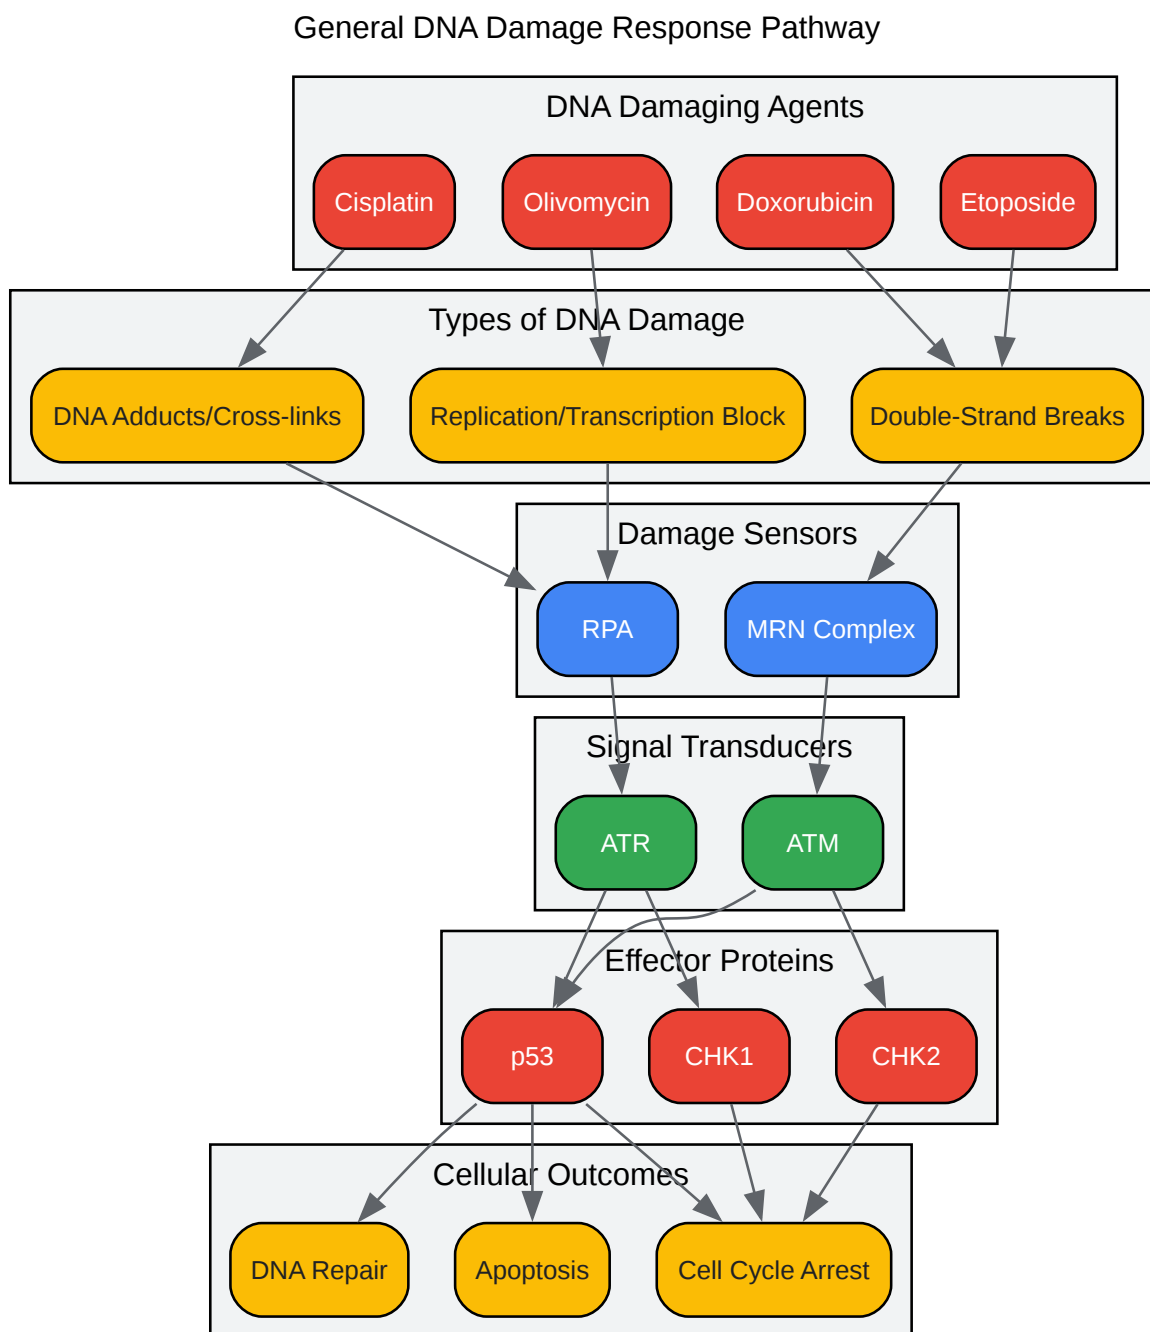 General DNA Damage Response Pathway
DNA Damaging Agents
Cisplatin
Olivomycin
Doxorubicin
Etoposide
Types of DNA Damage
DNA Adducts/Cross-links
Replication/Transcription Block
Double-Strand Breaks
Damage Sensors
RPA
MRN Complex
Signal Transducers
ATR
ATM
Effector Proteins
p53
CHK1
CHK2
Cellular Outcomes
DNA Repair
Apoptosis
Cell Cycle Arrest